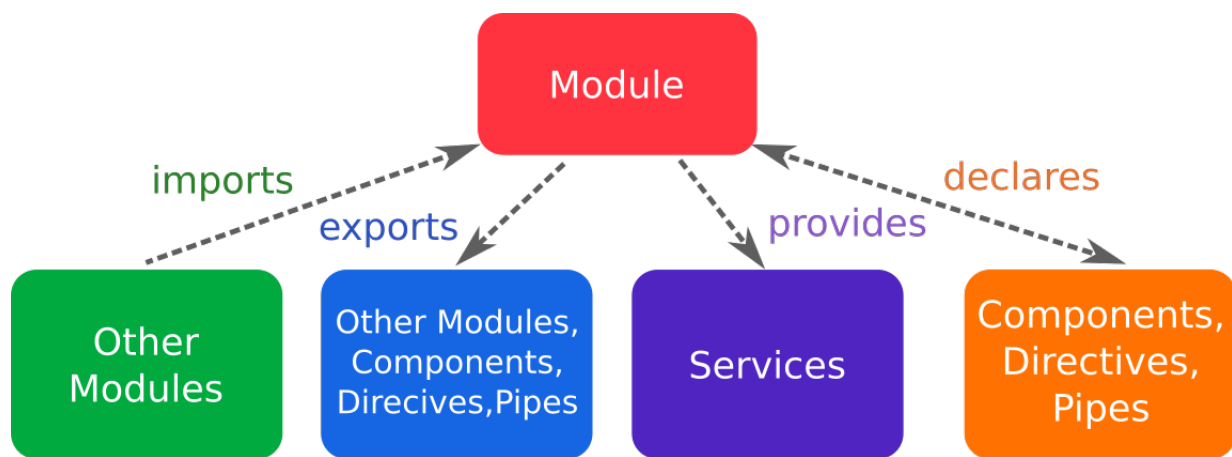 Module
imports
declares
exports
provides
Other
Modules
Other Modules,
Components,
Direcives,Pipes
Services
Components,
Directives,
Pipes